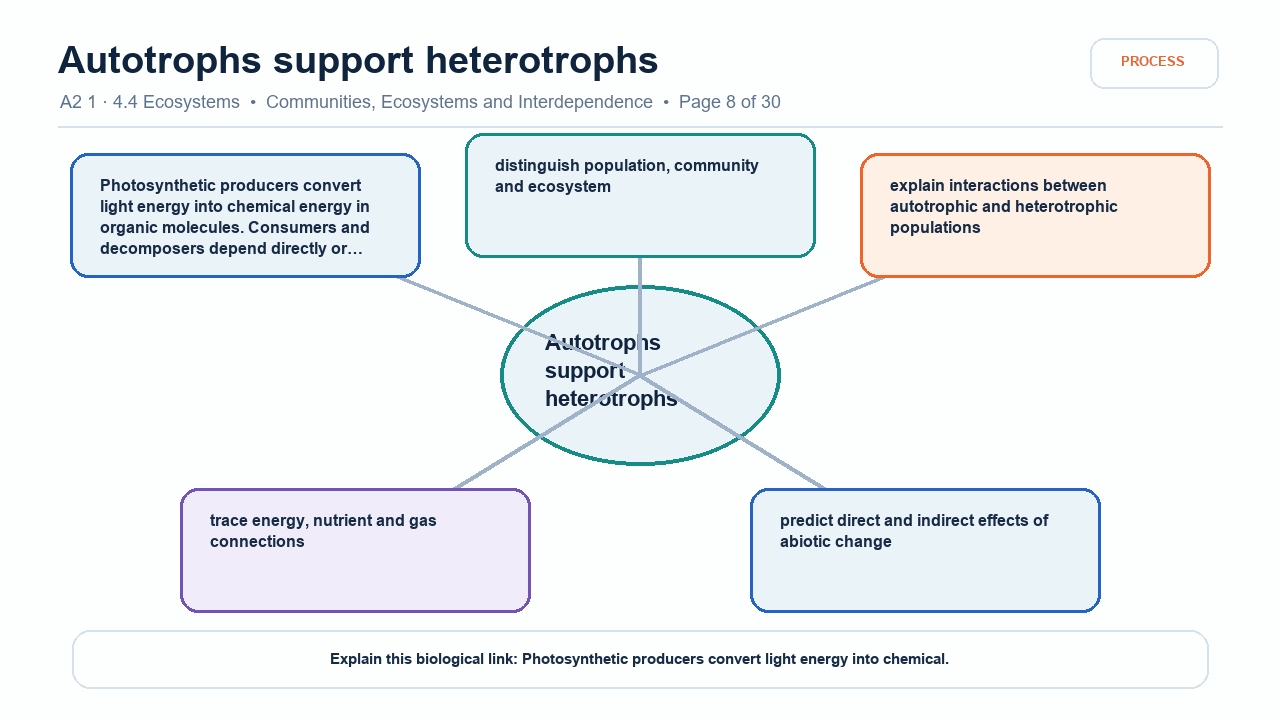 Autotrophs support heterotrophs
PROCESS
A2 1 · 4.4 Ecosystems • Communities, Ecosystems and Interdependence • Page 8 of 30
Photosynthetic producers convert
light energy into chemical energy in
organic molecules. Consumers and
decomposers depend directly or…
distinguish population, community
and ecosystem
explain interactions between
autotrophic and heterotrophic
populations
Autotrophs
support
heterotrophs
trace energy, nutrient and gas
connections
predict direct and indirect effects of
abiotic change
Explain this biological link: Photosynthetic producers convert light energy into chemical.